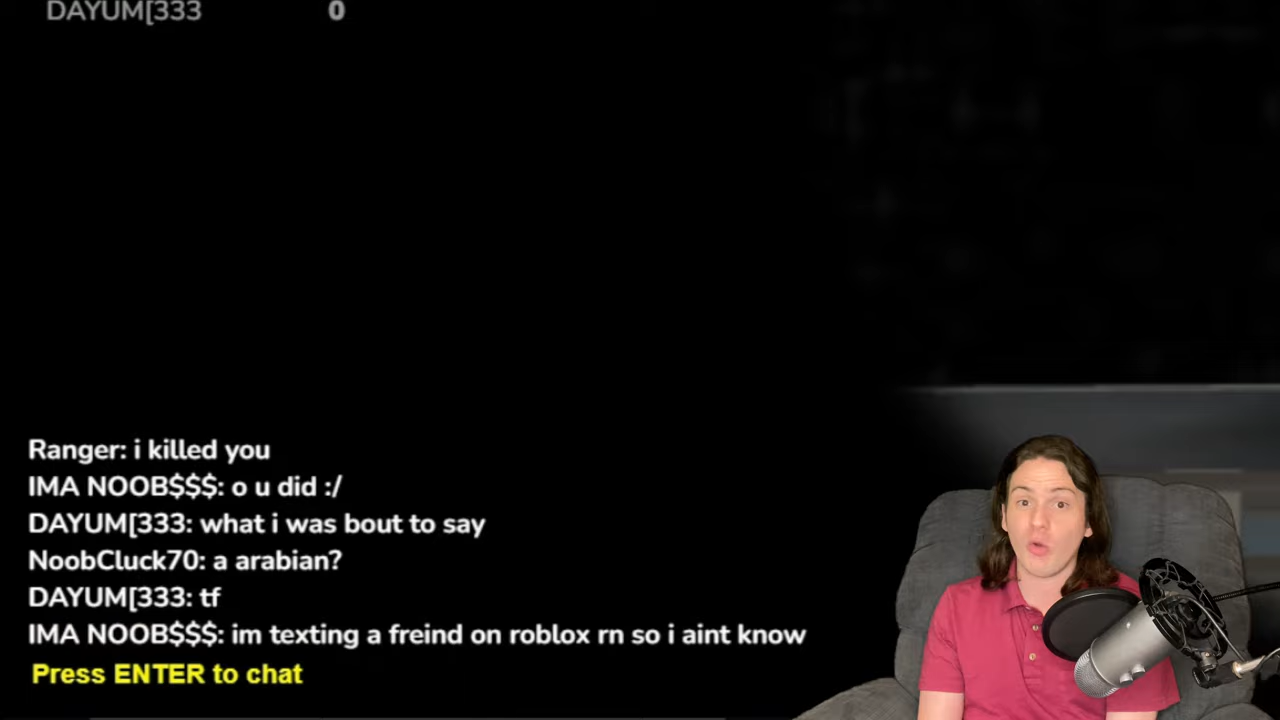 DAYUM[333 0
Ranger: i killed you
IMA NOOB$$$: o u did :/
DAYUM[333: what i was bout to say
NoobCluck70: a arabian?
DAYUM[333: tf
IMA NOOB$$$: im texting a freind on roblox rn so i aint know
Press ENTER to chat